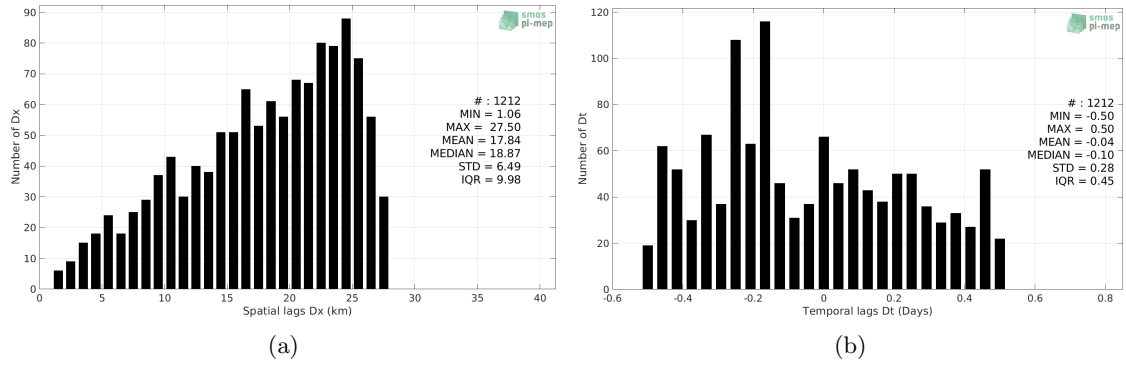 smos
pi-mep
90
80
70
60
50
40
30
20
10
0
Number of Dx
# : 1212
MIN = 1.06
MAX = 27.50
MEAN = 17.84
MEDIAN = 18.87
STD = 6.49
IQR = 9.98
0 5 10 15 20 25 30 35 40
Spatial lags Dx (km)
(a)
smos
pi-mep
120
100
80
60
40
20
0
Number of Dt
# : 1212
MIN = -0.50
MAX = 0.50
MEAN = -0.04
MEDIAN = -0.10
STD = 0.28
IQR = 0.45
-0.6 -0.4 -0.2 0 0.2 0.4 0.6 0.8
Temporal lags Dt (Days)
(b)